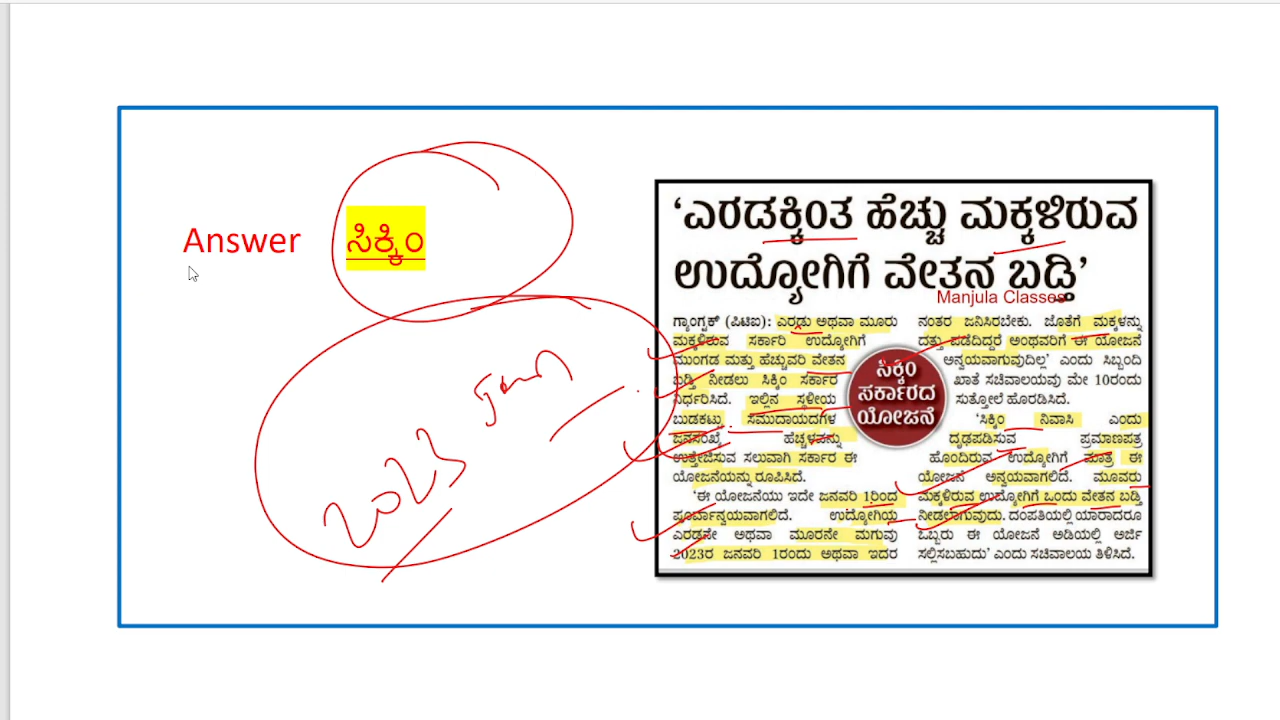 Answer ಸಿಕ್ಕಿಂ
2023 Jan
‘ಎರಡಕ್ಕಿಂತ ಹೆಚ್ಚು ಮಕ್ಕಳಿರುವ
ಉದ್ಯೋಗಿಗೆ ವೇತನ ಬಡ್ತಿ’
Manjula Classes
ಗ್ಯಾಂಗ್ಟಕ್ (ಪಿಟಿಐ): ಎರಡು ಅಥವಾ ಮೂರು
ಮಕ್ಕಳಿರುವ ಸರ್ಕಾರಿ ಉದ್ಯೋಗಿಗೆ
ಮುಂಗಡ ಮತ್ತು ಹೆಚ್ಚುವರಿ ವೇತನ
ಬಡ್ತಿ ನೀಡಲು ಸಿಕ್ಕಿಂ ಸರ್ಕಾರ
ನಿರ್ಧರಿಸಿದೆ. ಇಲ್ಲಿನ ಸ್ಥಳೀಯ
ಬುಡಕಟ್ಟು ಸಮುದಾಯದಗಳ
ಜನಸಂಖ್ಯೆ ಹೆಚ್ಚಳವನ್ನು
ಉತ್ತೇಜಿಸುವ ಸಲುವಾಗಿ ಸರ್ಕಾರ ಈ
ಯೋಜನೆಯನ್ನು ರೂಪಿಸಿದೆ.
‘ಈ ಯೋಜನೆಯು ಇದೇ ಜನವರಿ 1ರಿಂದ
ಪೂರ್ವಾನ್ವಯವಾಗಲಿದೆ. ಉದ್ಯೋಗಿಯ
ಎರಡನೇ ಅಥವಾ ಮೂರನೇ ಮಗುವು
2023ರ ಜನವರಿ 1ರಂದು ಅಥವಾ ಇದರ
ಸಿಕ್ಕಿಂ
ಸರ್ಕಾರದ
ಯೋಜನೆ
ನಂತರ ಜನಿಸಿರಬೇಕು. ಜೊತೆಗೆ ಮಕ್ಕಳನ್ನು
ದತ್ತು ಪಡೆದಿದ್ದರೆ ಅಂಥವರಿಗೆ ಈ ಯೋಜನೆ
ಅನ್ವಯವಾಗುವುದಿಲ್ಲ’ ಎಂದು ಸಿಬ್ಬಂದಿ
ಖಾತೆ ಸಚಿವಾಲಯವು ಮೇ 10ರಂದು
ಸುತ್ತೋಲೆ ಹೊರಡಿಸಿದೆ.
‘ಸಿಕ್ಕಿಂ ನಿವಾಸಿ ಎಂದು
ದೃಢಪಡಿಸುವ ಪ್ರಮಾಣಪತ್ರ
ಹೊಂದಿರುವ ಉದ್ಯೋಗಿಗೆ ಮಾತ್ರ ಈ
ಯೋಜನೆ ಅನ್ವಯವಾಗಲಿದೆ. ಮೂವರು
ಮಕ್ಕಳಿರುವ ಉದ್ಯೋಗಿಗೆ ಒಂದು ವೇತನ ಬಡ್ತಿ
ನೀಡಲಾಗುವುದು. ದಂಪತಿಯಲ್ಲಿ ಯಾರಾದರೂ
ಒಬ್ಬರು ಈ ಯೋಜನೆ ಅಡಿಯಲ್ಲಿ ಅರ್ಜಿ
ಸಲ್ಲಿಸಬಹುದು’ ಎಂದು ಸಚಿವಾಲಯ ತಿಳಿಸಿದೆ.